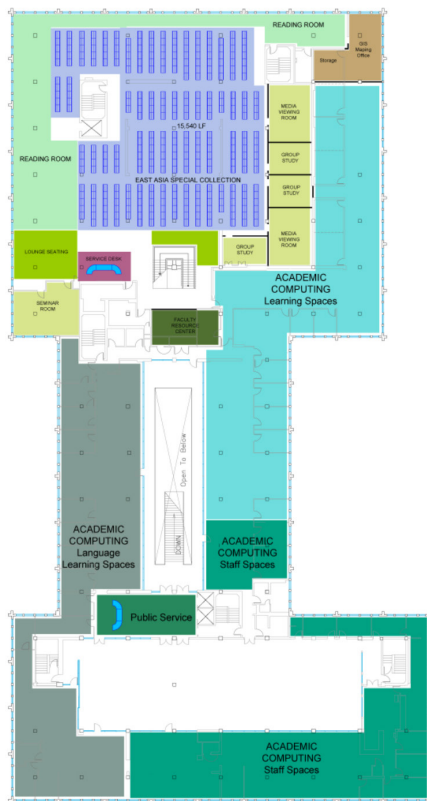 READING ROOM
GIS
Maping
Office
Storage
MEDIA
VIEWING
ROOM
15,540 LF
GROUP
STUDY
READING ROOM
EAST ASIA SPECIAL COLLECTION
GROUP
STUDY
MEDIA
VIEWING
ROOM
LOUNGE SEATING
GROUP
STUDY
SERVICE DESK
ACADEMIC
COMPUTING
Learning Spaces
SEMINAR
ROOM
FACULTY
RESOURCE
CENTER
Open To Below
DOWN
ACADEMIC
COMPUTING
Language
Learning Spaces
ACADEMIC
COMPUTING
Staff Spaces
Public Service
ACADEMIC
COMPUTING
Staff Spaces